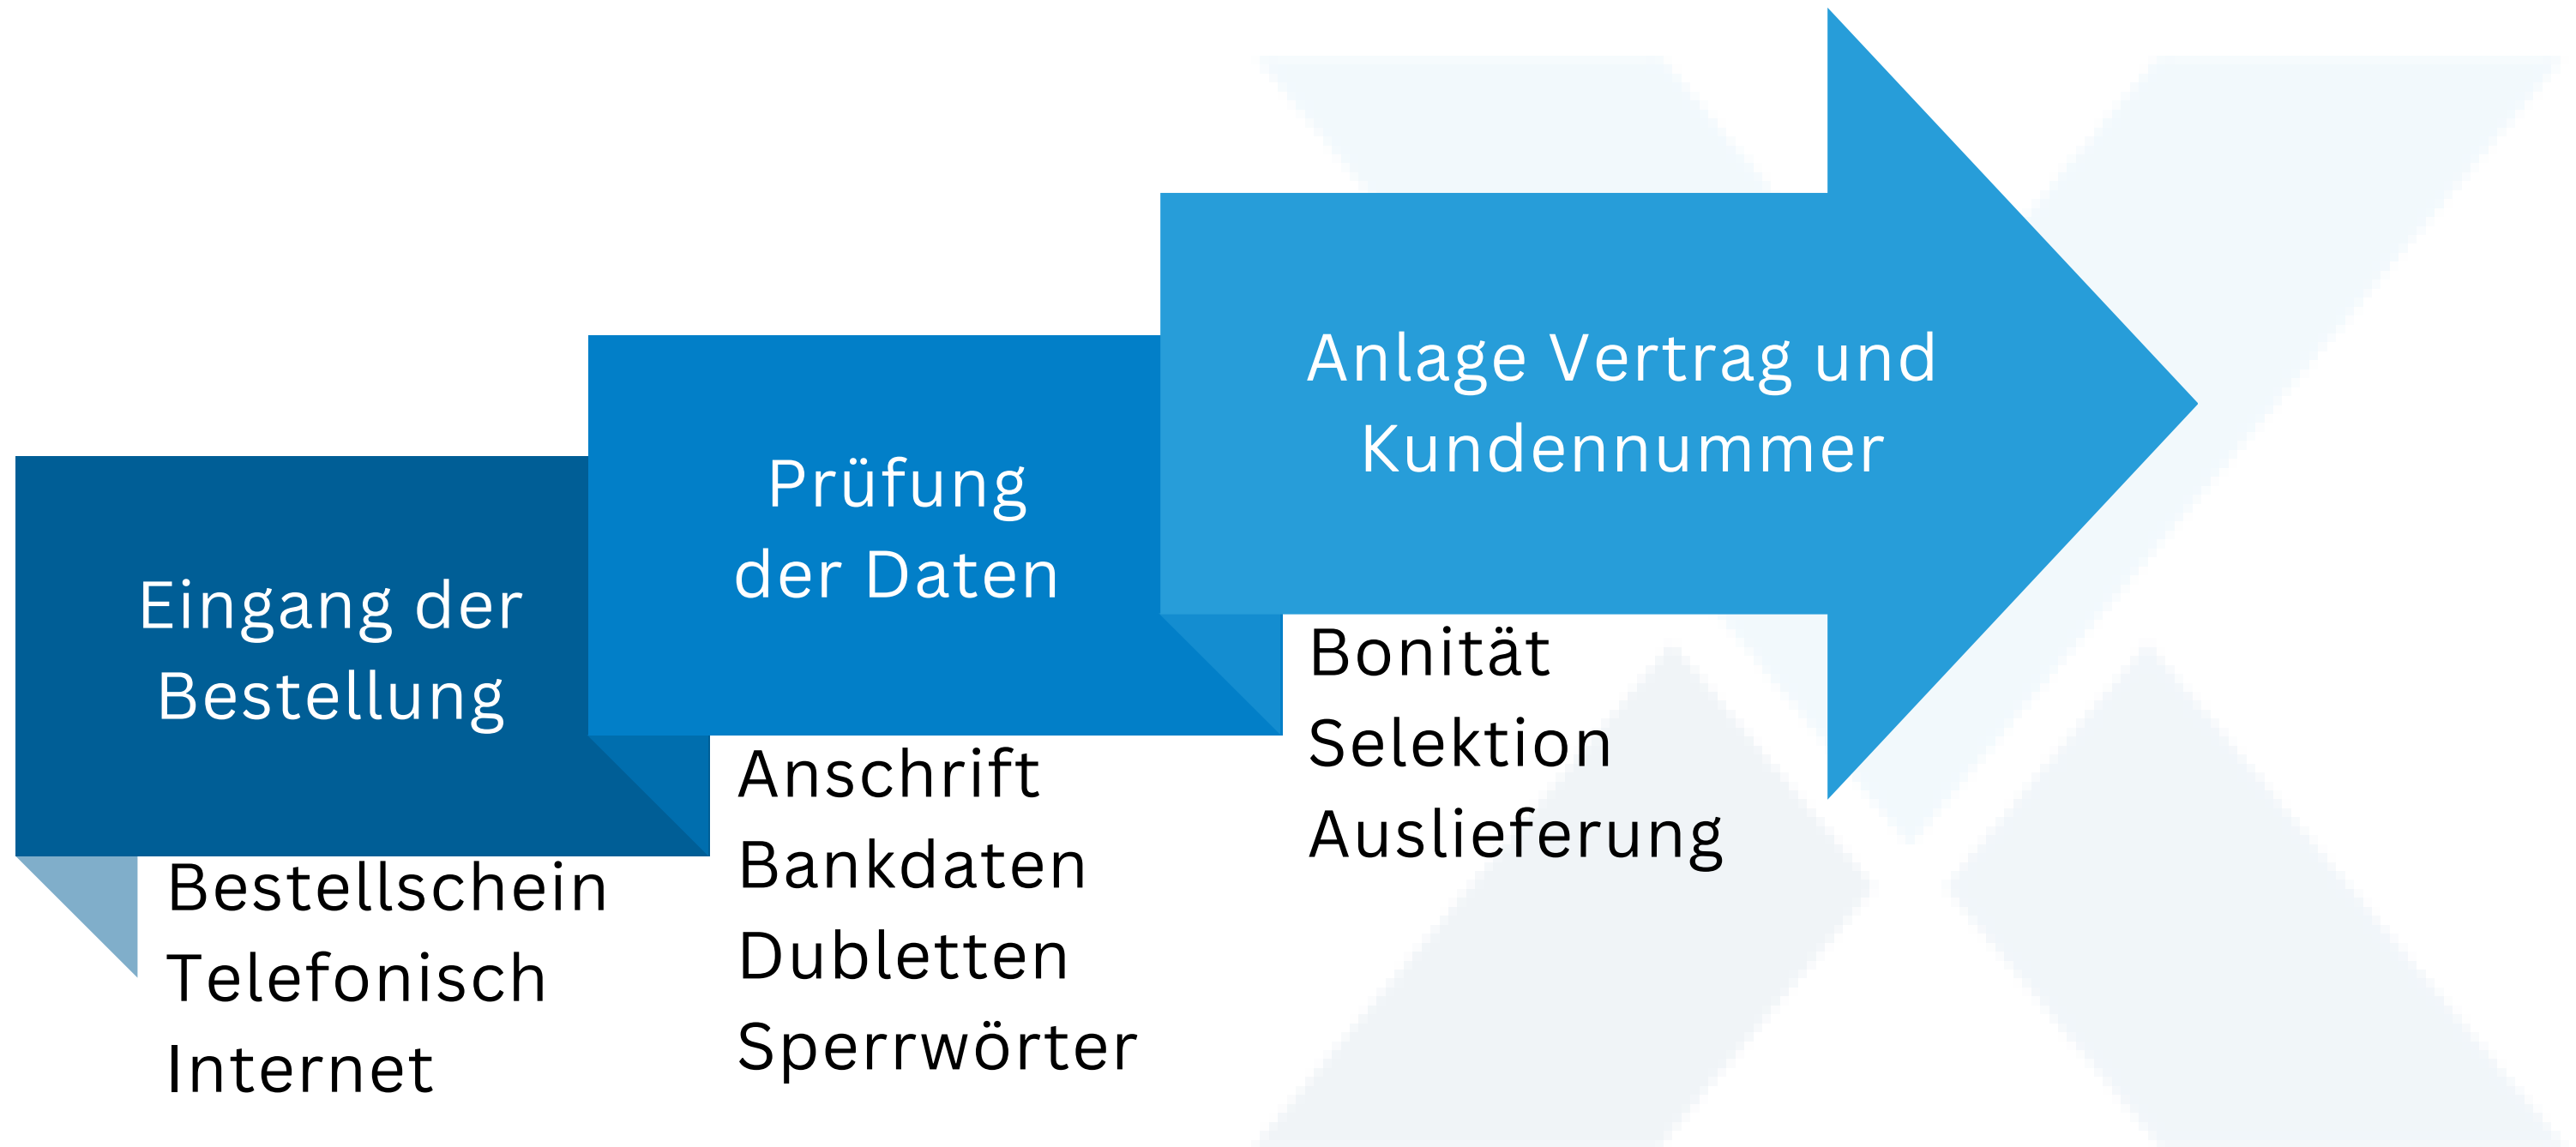 Eingang der
Bestellung
Bestellschein
Telefonisch
Internet
Prüfung
der Daten
Anschrift
Bankdaten
Dubletten
Sperrwörter
Anlage Vertrag und
Kundennummer
Bonität
Selektion
Auslieferung